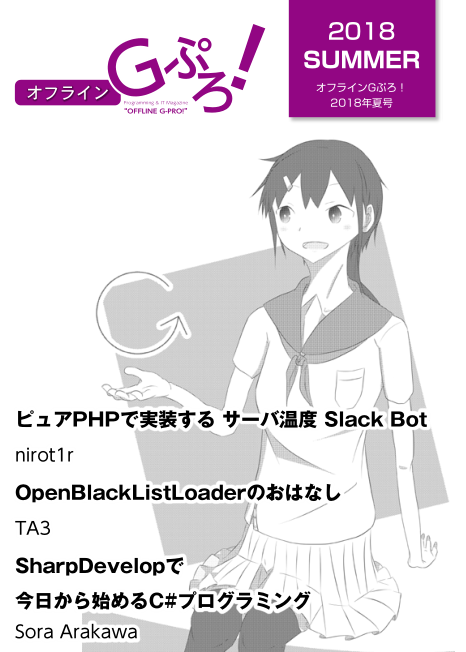 オフライン
Gぷろ!
Programming & IT Magazine
"OFFLINE G-PRO!"
2018
SUMMER
オフラインGぷろ！
2018年夏号
ピュアPHPで実装する サーバ温度 Slack Bot
nirot1r
OpenBlackListLoaderのおはなし
TA3
SharpDevelopで
今日から始めるC#プログラミング
Sora Arakawa